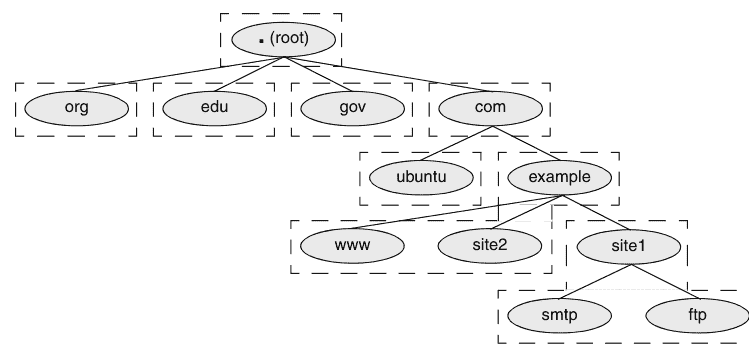 . (root)
org edu gov com
ubuntu example
www site2 site1
smtp ftp